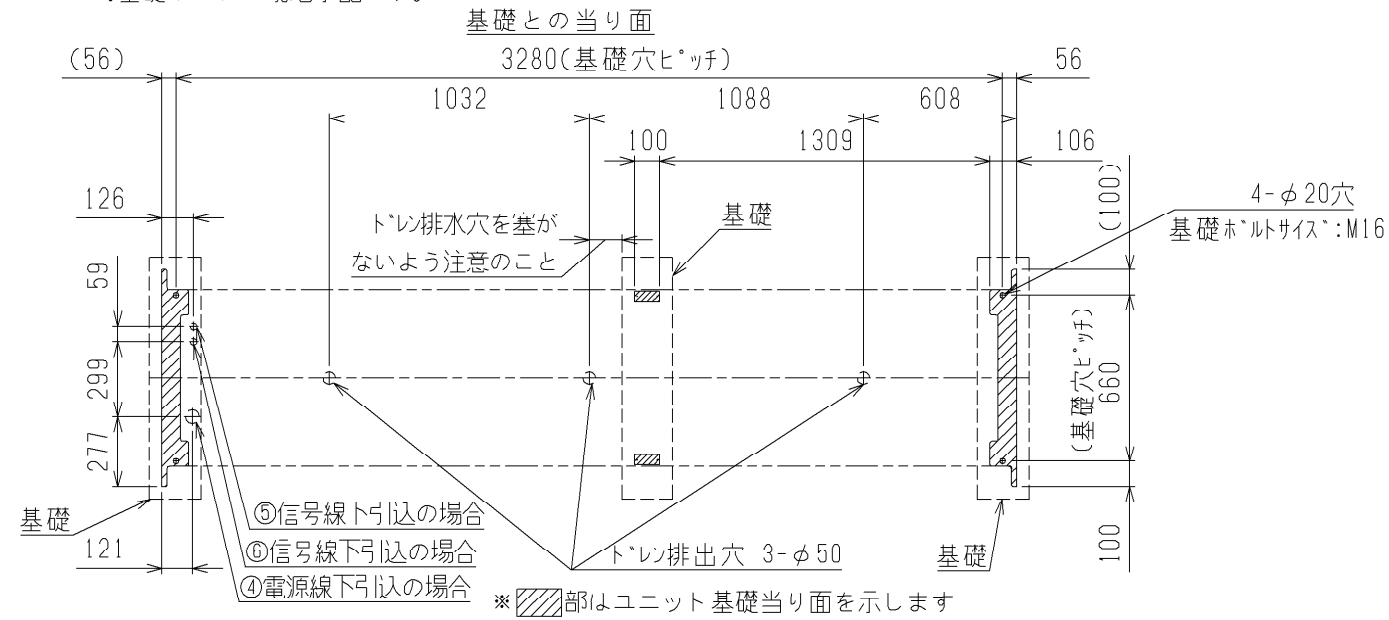 基礎との当り面
(56)
3280(基礎穴ピッチ)
56
1032
1088
608
100
1309
106
(100)
126
ドレン排水穴を塞が
ないよう注意のこと
基礎
4-φ20穴
基礎ボルトサイズ:M16
59
299
277
660
(基礎穴ピッチ)
100
基礎
121
⑤信号線下引込の場合
⑥信号線下引込の場合
④電源線下引込の場合
ドレン排出穴 3-φ50
基礎
※部はユニット基礎当り面を示します